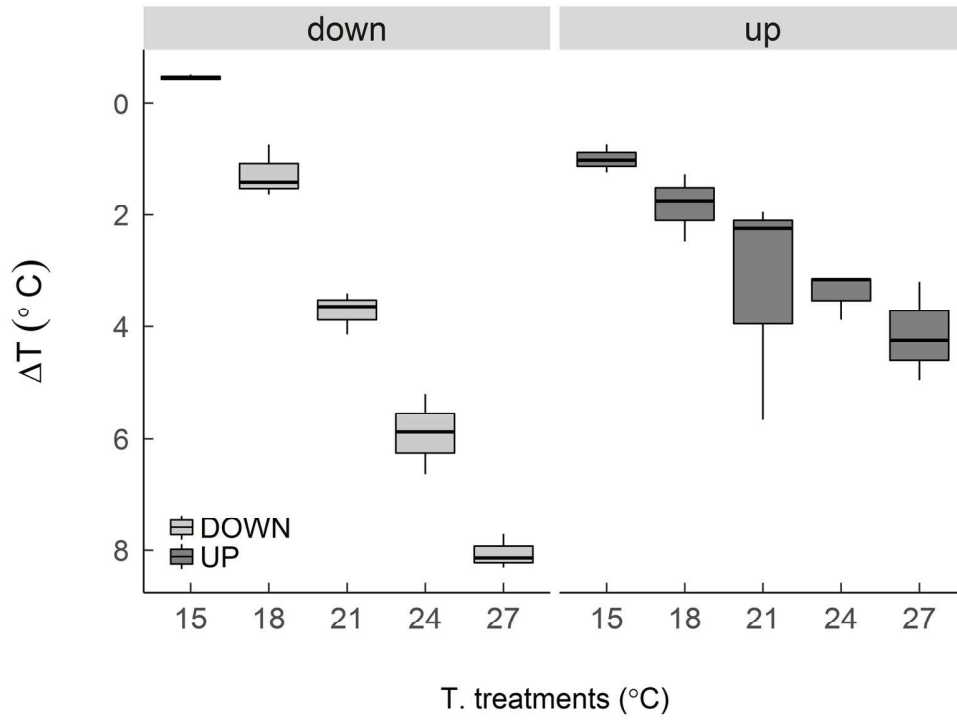 down
up
0
2
4
6
8
ΔT (° C)
DOWN
UP
15 18 21 24 27
15 18 21 24 27
T. treatments (°C)